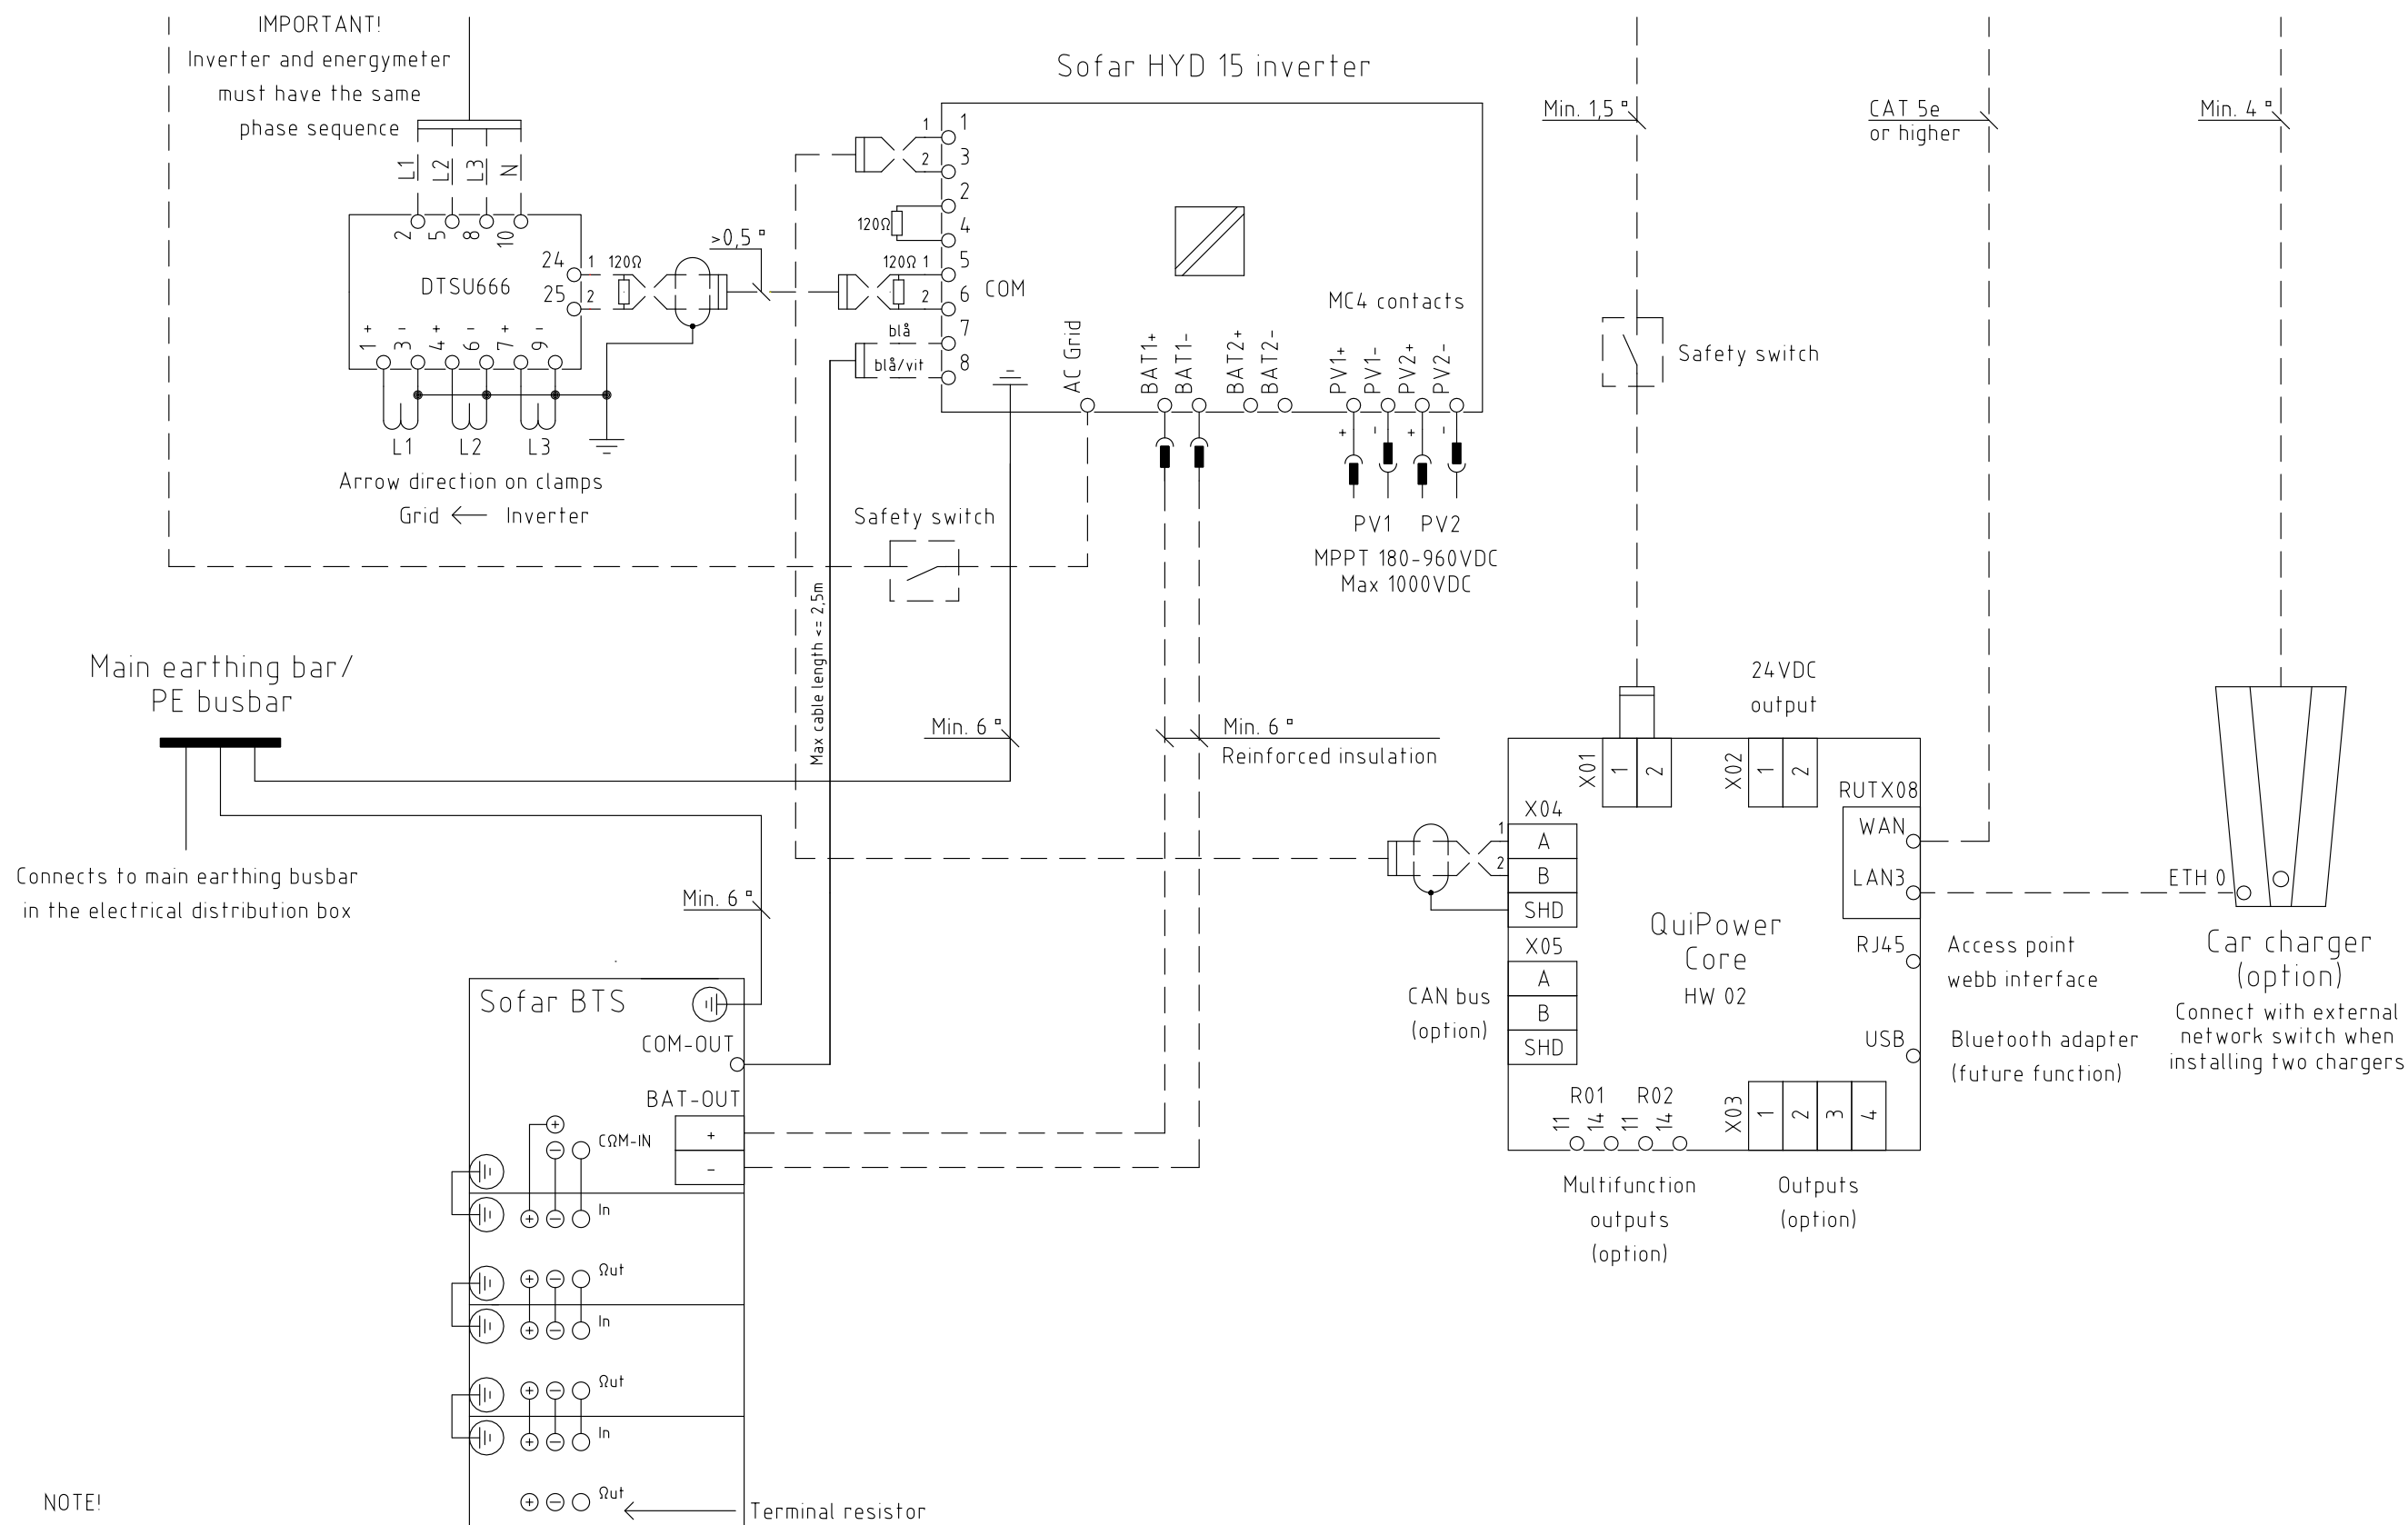 IMPORTANT!
Inverter and energymeter
must have the same
phase sequence
L1
L2
L3
N
2
5
8
10
DTSU666
24
25
1
2
120Ω
1
+
3
-
4
+
6
-
7
+
9
-
L1
L2
L3
Arrow direction on clamps
Grid ← Inverter
>0,5 ▫
Sofar HYD 15 inverter
1
2
120Ω
120Ω
1
2
blå
blå/vit
1
3
2
4
5
6
7
8
COM
MC4 contacts
AC Grid
BAT1+
BAT1-
BAT2+
BAT2-
PV1+
PV1-
PV2+
PV2-
+
-
+
-
PV1
PV2
MPPT 180-960VDC
Max 1000VDC
Safety switch
Max cable length <= 2,5m
Min. 6 ▫
Min. 6 ▫
Reinforced insulation
Min. 1,5 ▫
Safety switch
CAT 5e
or higher
Min. 4 ▫
Main earthing bar/
PE busbar
Connects to main earthing busbar
in the electrical distribution box
Min. 6 ▫
Sofar BTS
COM-OUT
BAT-OUT
+
-
+
-
CΩM-IN
+ -
In
+ -
Ωut
+ -
In
+ -
Ωut
+ -
In
+ -
Ωut
Terminal resistor
NOTE!
24VDC
output
X01
1
2
X02
1
2
RUTX08
WAN
LAN3
X04
1
2
A
B
SHD
X05
A
B
SHD
CAN bus
(option)
QuiPower
Core
HW 02
RJ45
Access point
webb interface
USB
Bluetooth adapter
(future function)
R01
R02
11
14
11
14
X03
1
2
3
4
Multifunction
outputs
(option)
Outputs
(option)
ETH 0
Car charger
(option)
Connect with external
network switch when
installing two chargers